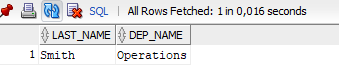 SQL | All Rows Fetched: 1 in 0,016 seconds
LAST_NAME DEP_NAME
1 Smith Operations